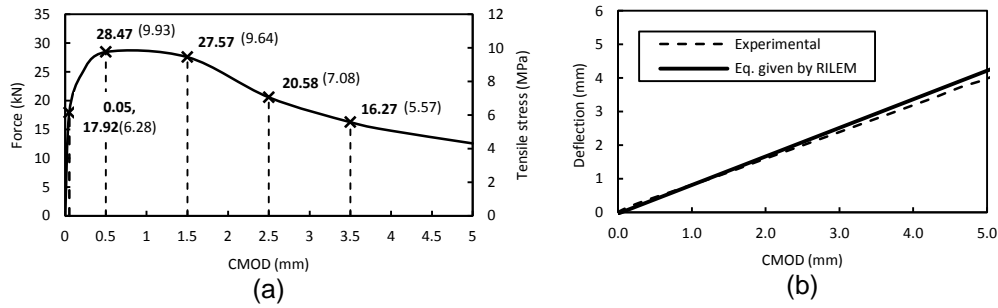 35
30
25
20
15
10
5
0
Force (kN)
28.47 (9.93)
27.57 (9.64)
20.58 (7.08)
16.27 (5.57)
0.05,
17.92(6.28)
12
10
8
6
4
2
0
Tensile stress (MPa)
0 0.5 1 1.5 2 2.5 3 3.5 4 4.5 5
CMOD (mm)
(a)
6
5
4
3
2
1
0
Deflection (mm)
Experimental
Eq. given by RILEM
0.0 1.0 2.0 3.0 4.0 5.0
CMOD (mm)
(b)